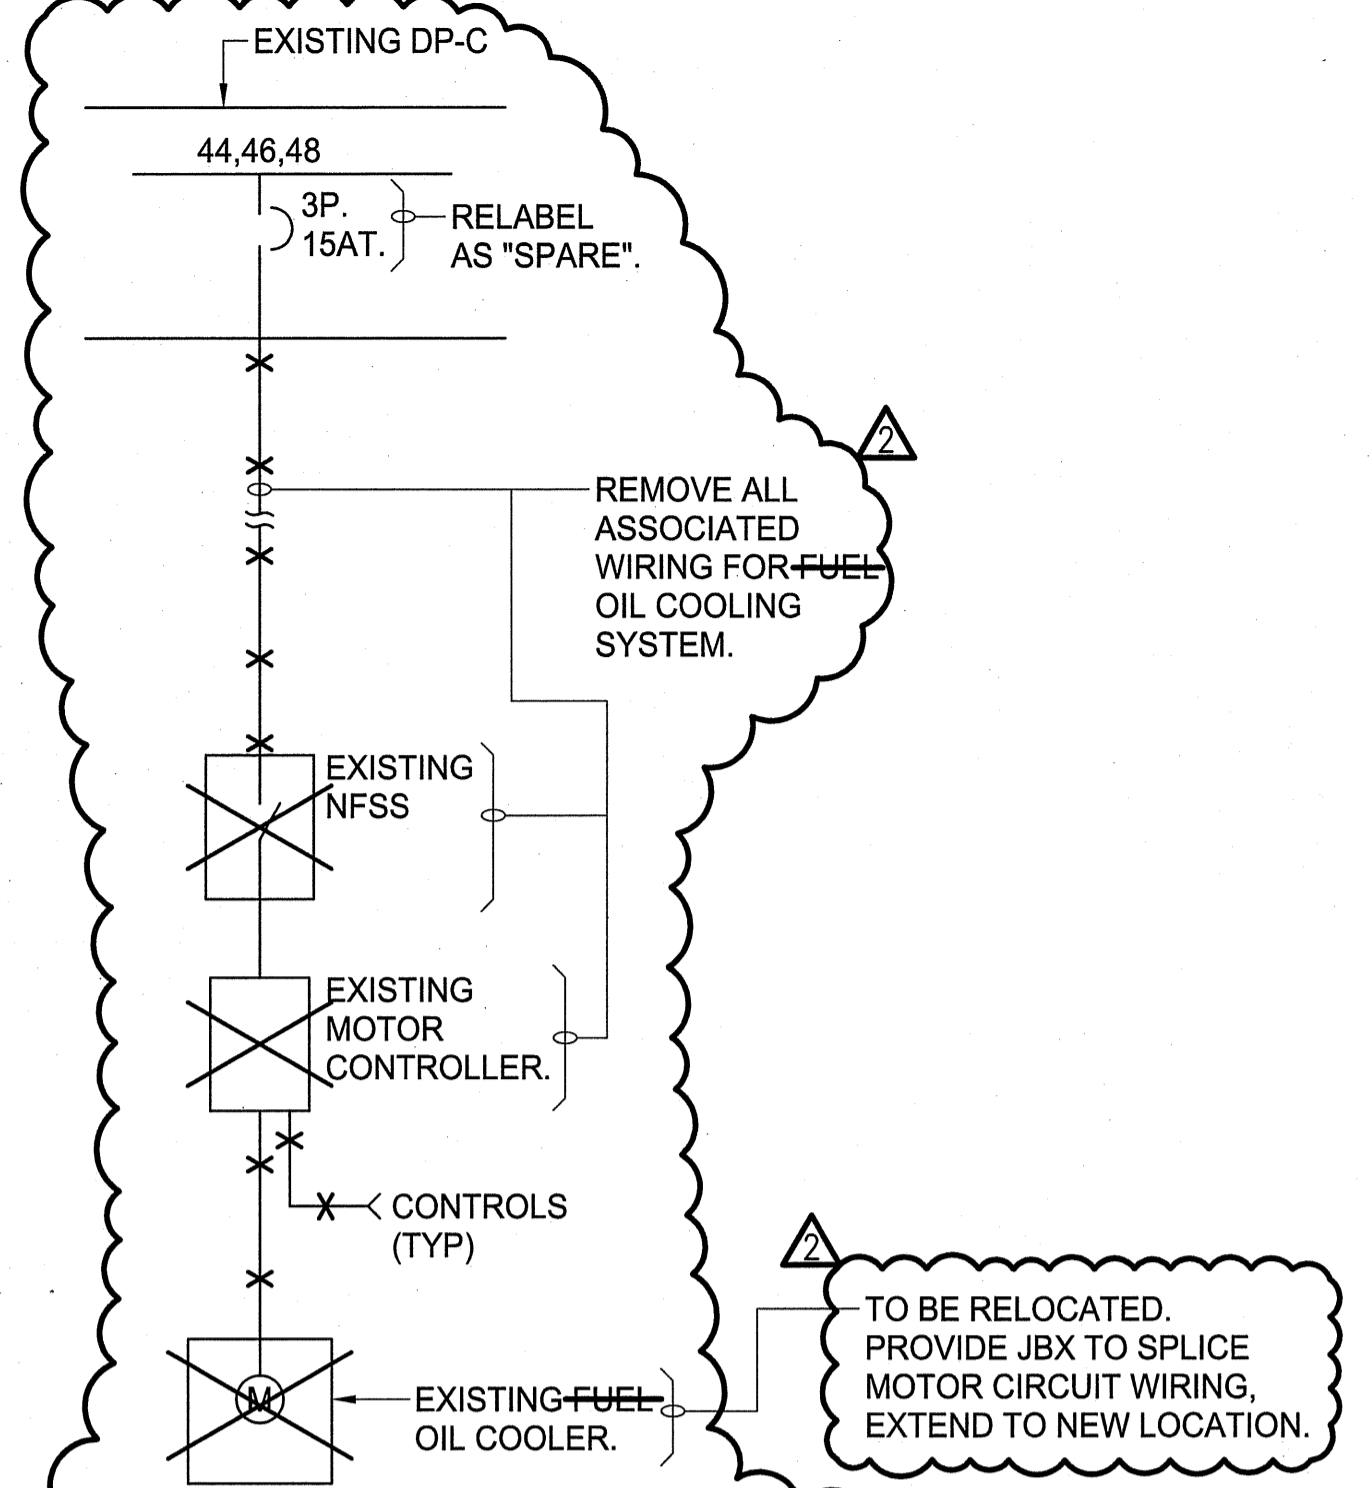 EXISTING DP-C
44,46,48
3P.
15AT.
RELABEL
AS "SPARE".
2
REMOVE ALL
ASSOCIATED
WIRING FOR FUEL
OIL COOLING
SYSTEM.
EXISTING
NFSS
EXISTING
MOTOR
CONTROLLER.
CONTROLS
(TYP)
2
TO BE RELOCATED.
PROVIDE JBX TO SPLICE
MOTOR CIRCUIT WIRING,
EXTEND TO NEW LOCATION.
M
EXISTING FUEL
OIL COOLER.